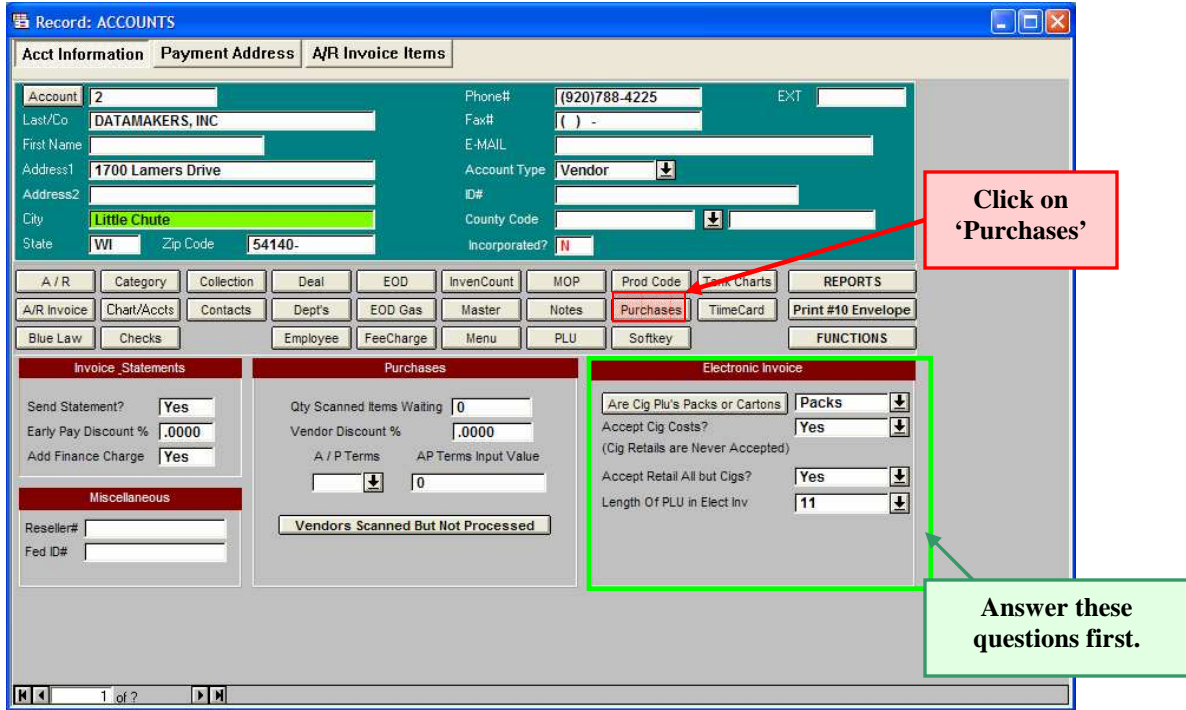 Record: ACCOUNTS
Acct Information Payment Address A/R Invoice Items
Account 2 Phone# (920)788-4225 EXT
Last/Co DATAMAKERS, INC Fax# ( ) -
First Name E-MAIL
Address1 1700 Lamers Drive Account Type Vendor
Address2 ID#
City Little Chute County Code
State WI Zip Code 54140- Incorporated? N
Click on
‘Purchases’
A / R Category Collection Deal EOD InvenCount MOP Prod Code Tank Charts REPORTS
A/R Invoice Chart/Accts Contacts Dept's EOD Gas Master Notes Purchases TiimeCard Print #10 Envelope
Blue Law Checks Employee FeeCharge Menu PLU Softkey FUNCTIONS
Invoice_Statements
Send Statement? Yes
Early Pay Discount % .0000
Add Finance Charge Yes
Miscellaneous
Reseller#
Fed ID#
Purchases
Qty Scanned Items Waiting 0
Vendor Discount % .0000
A / P Terms AP Terms Input Value
0
Vendors Scanned But Not Processed
Electronic Invoice
Are Cig Plu's Packs or Cartons Packs
Accept Cig Costs? Yes
(Cig Retails are Never Accepted)
Accept Retail All but Cigs? Yes
Length Of PLU in Elect Inv 11
Answer these
questions first.
1 of ?